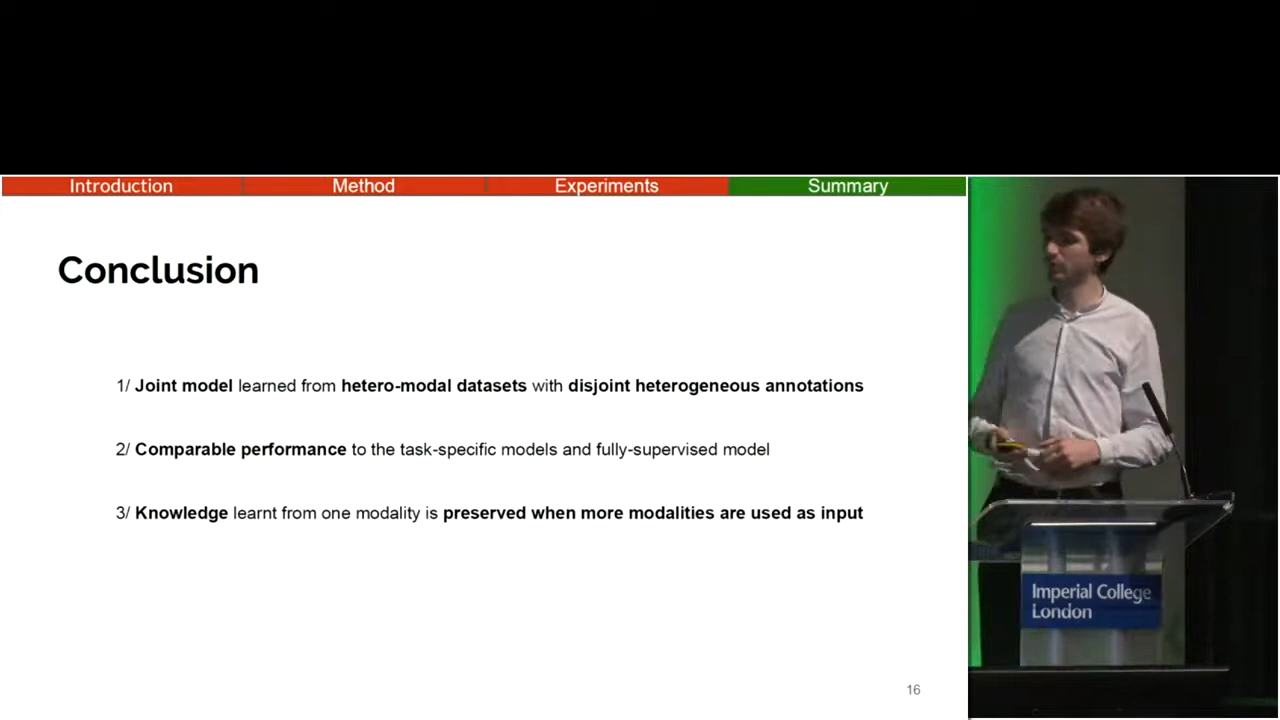 Introduction Method Experiments Summary
Conclusion
1/ Joint model learned from hetero-modal datasets with disjoint heterogeneous annotations
2/ Comparable performance to the task-specific models and fully-supervised model
3/ Knowledge learnt from one modality is preserved when more modalities are used as input
16
Imperial College
London